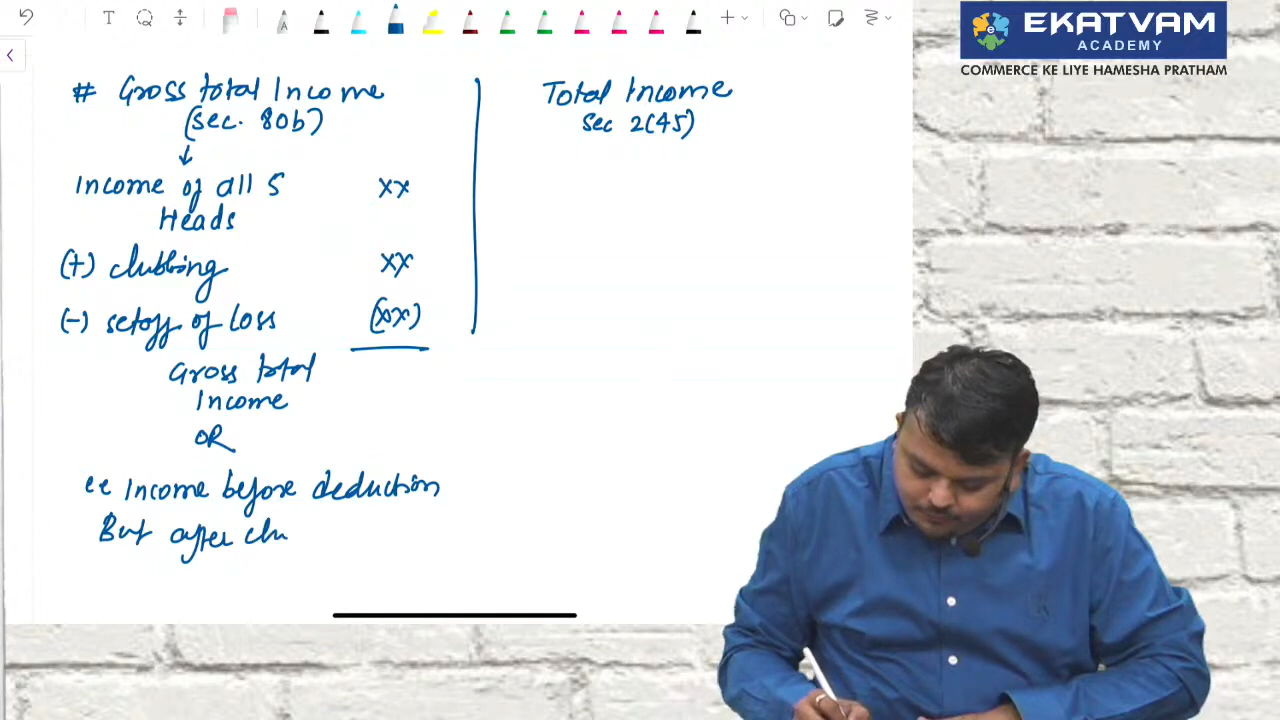 EKATVAM
ACADEMY
COMMERCE KE LIYE HAMESHA PRATHAM
# Gross total Income
(sec. 80b)
↓
Income of all 5 xx
Heads
(+) clubbing xx
(-) setoff of loss (xx)
Gross total
Income
OR
" Income before deduction
But after clu
Total Income
Sec 2(45)